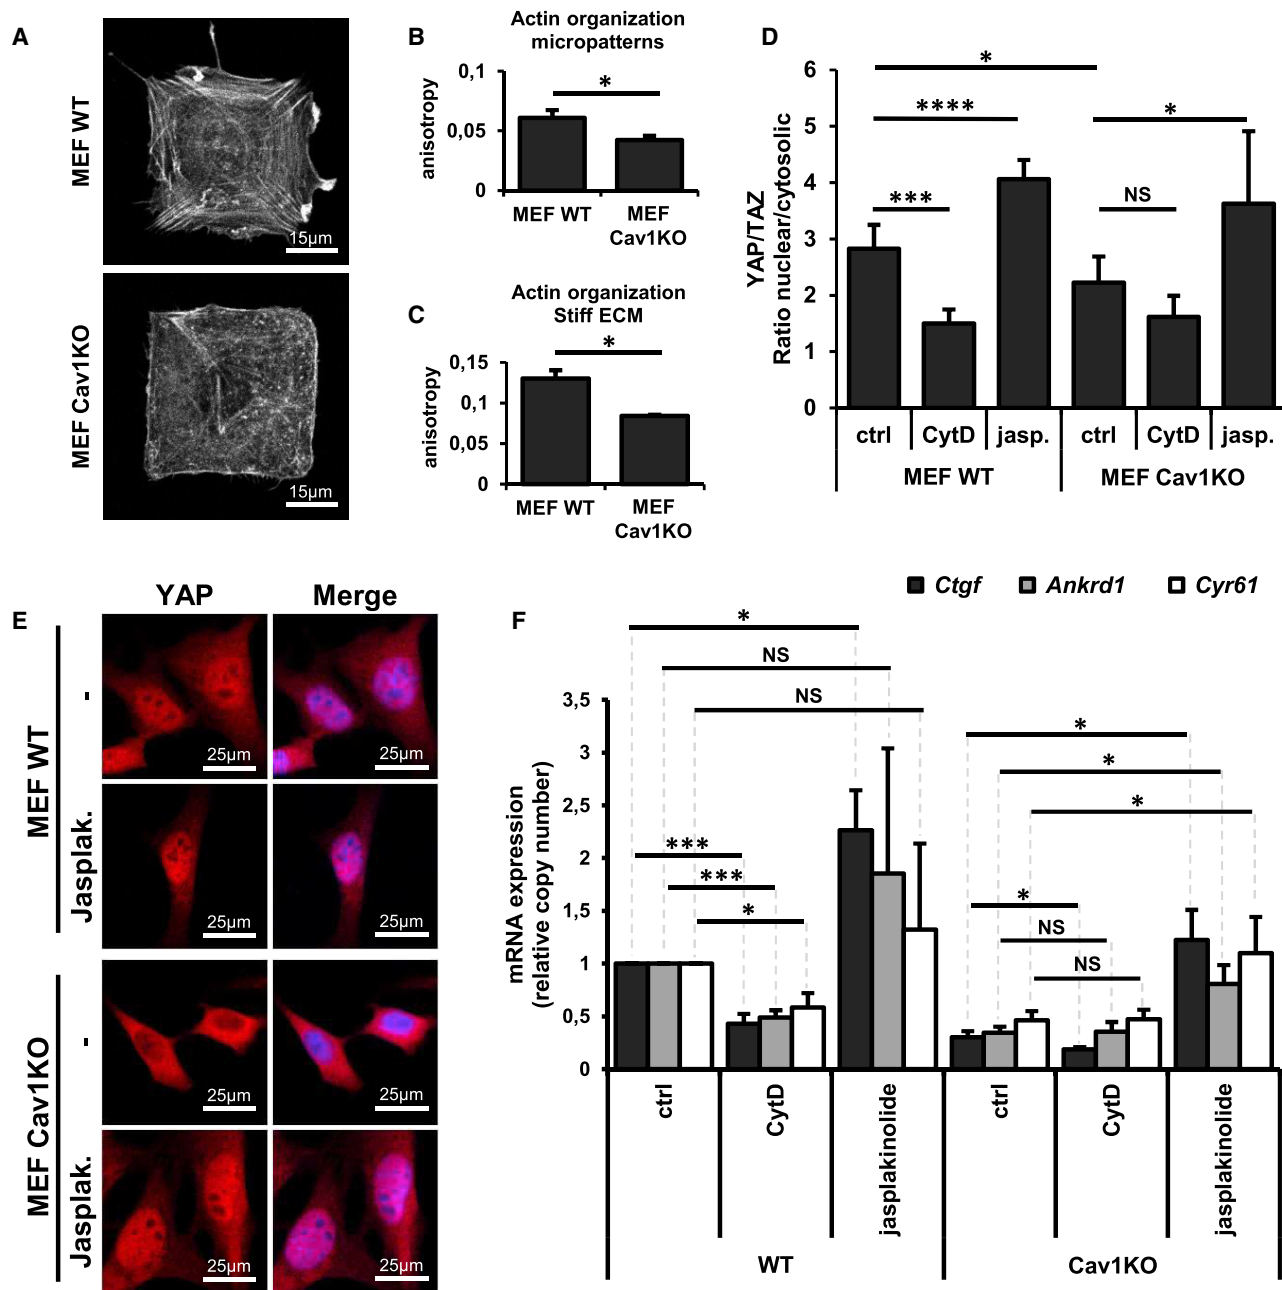 A
MEF WT
15µm
MEF Cav1KO
15µm
B
Actin organization
micropatterns
anisotropy
0,1
0,05
0
*
MEF WT
MEF
Cav1KO
C
Actin organization
Stiff ECM
anisotropy
0,15
0,1
0,05
0
*
MEF WT
MEF
Cav1KO
D
YAP/TAZ
Ratio nuclear/cytosolic
6
5
4
3
2
1
0
*
****
*
***
NS
ctrl
CytD
jasp.
ctrl
CytD
jasp.
MEF WT
MEF Cav1KO
E
YAP
Merge
MEF WT
-
25µm
25µm
Jasplak.
25µm
25µm
MEF Cav1KO
-
25µm
25µm
Jasplak.
25µm
25µm
F
Ctgf
Ankrd1
Cyr61
mRNA expression
(relative copy number)
3,5
3
2,5
2
1,5
1
0,5
0
*
NS
NS
***
***
*
*
*
*
*
NS
NS
ctrl
CytD
jasplakinolide
ctrl
CytD
jasplakinolide
WT
Cav1KO